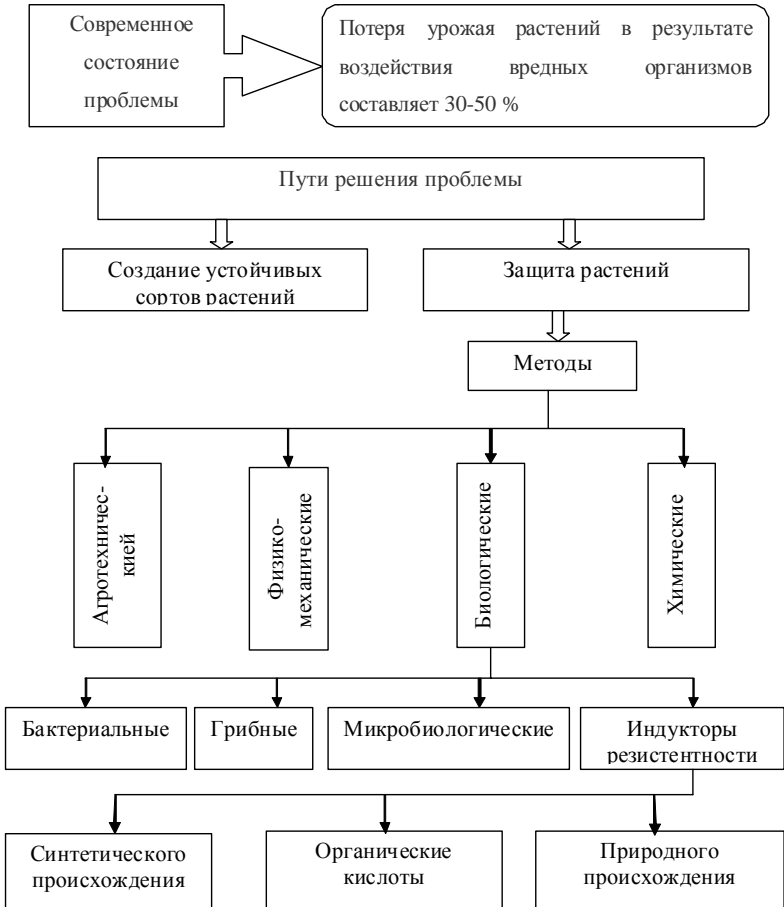 Современное
состояние
проблемы
Потеря урожая растений в результате
воздействия вредных организмов
составляет 30-50 %
Пути решения проблемы
Создание устойчивых
сортов растений
Защита растений
Методы
Агротехничес-
кией
Физико-
механические
Биологические
Химические
Бактериальные
Грибные
Микробиологические
Индукторы
резистентности
Синтетического
происхождения
Органические
кислоты
Природного
происхождения